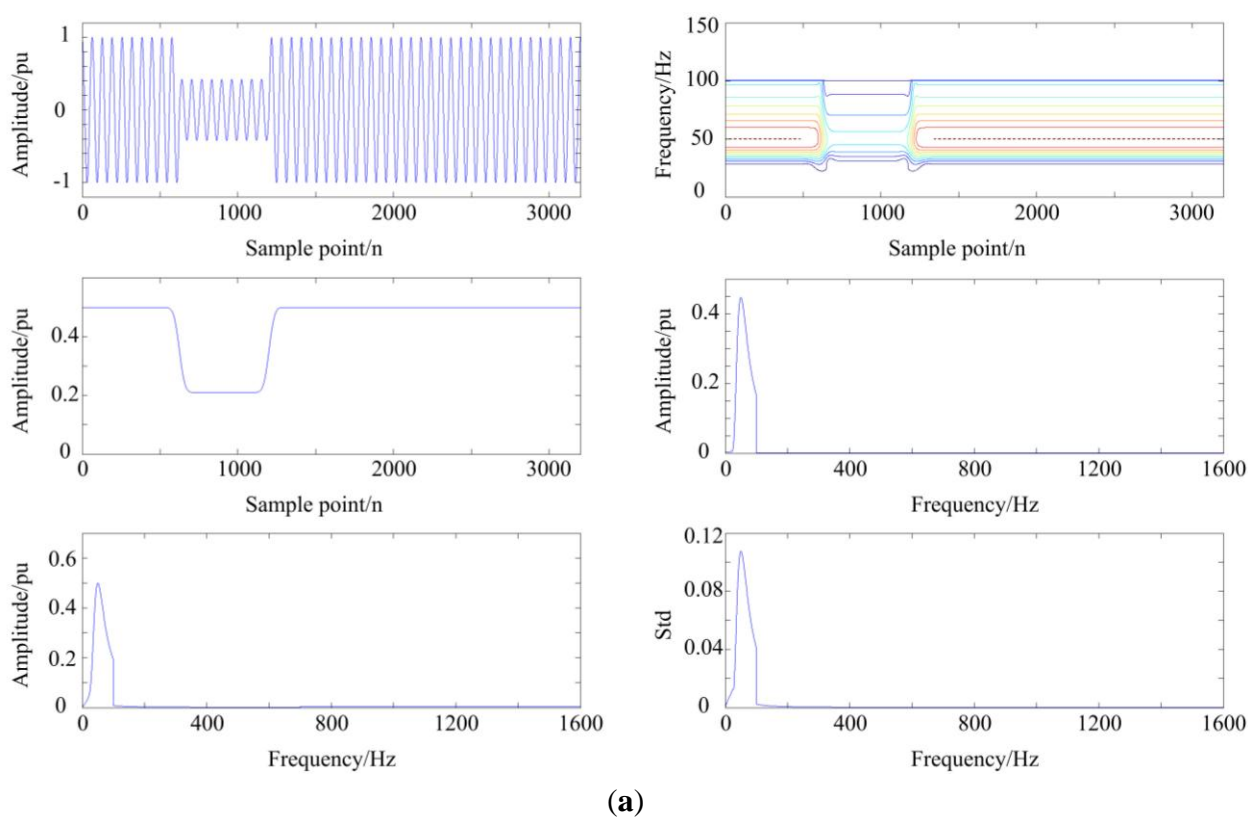 Amplitude/pu
1
0
-1
0 1000 2000 3000
Sample point/n
Frequency/Hz
150
100
50
0
0 1000 2000 3000
Sample point/n
Amplitude/pu
0.4
0.2
0
0 1000 2000 3000
Sample point/n
Amplitude/pu
0.4
0.2
0
0 400 800 1200 1600
Frequency/Hz
Amplitude/pu
0.6
0.4
0.2
0
0 400 800 1200 1600
Frequency/Hz
Std
0.12
0.08
0.04
0
0 400 800 1200 1600
Frequency/Hz
(a)